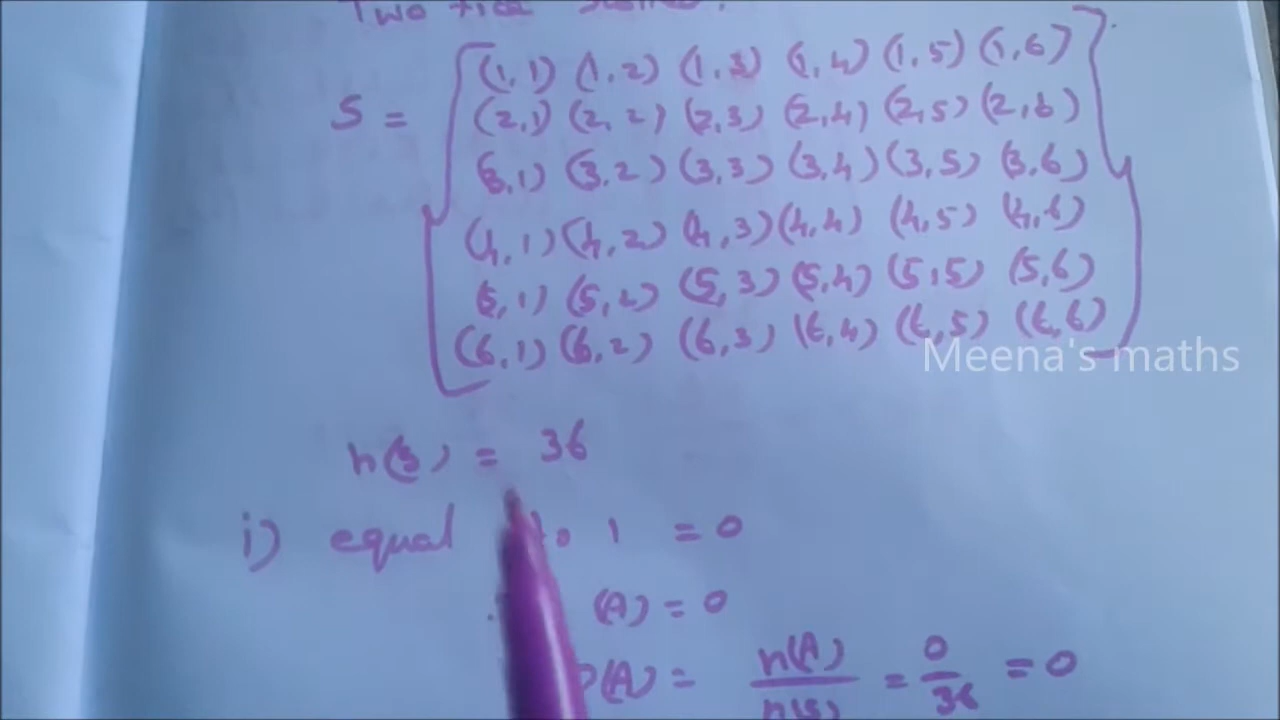 Two dice
S = { (1,1) (1,2) (1,3) (1,4) (1,5) (1,6)
(2,1) (2,2) (2,3) (2,4) (2,5) (2,6)
(3,1) (3,2) (3,3) (3,4) (3,5) (3,6)
(4,1) (4,2) (4,3) (4,4) (4,5) (4,6)
(5,1) (5,2) (5,3) (5,4) (5,5) (5,6)
(6,1) (6,2) (6,3) (6,4) (6,5) (6,6) }
Meena's maths
n(S) = 36
i) equal to 1 = 0
(A) = 0
P(A) = n(A)/n(S) = 0/36 = 0